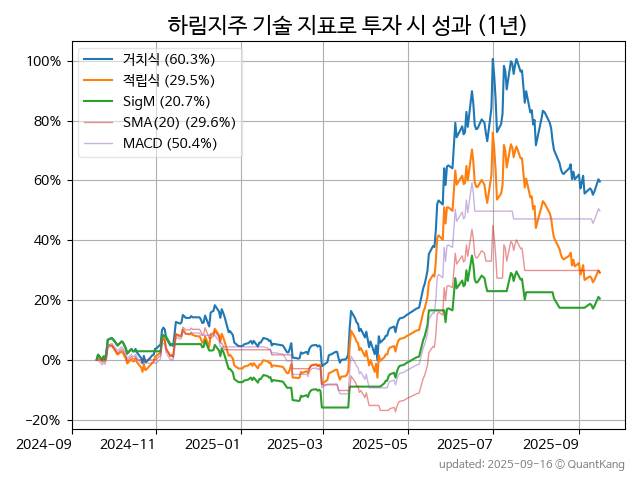 하림지주 기술 지표로 투자 시 성과 (1년)
거치식 (60.3%)
적립식 (29.5%)
SigM (20.7%)
SMA(20) (29.6%)
MACD (50.4%)
100%
80%
60%
40%
20%
0%
−20%
2024-09 2024-11 2025-01 2025-03 2025-05 2025-07 2025-09
updated: 2025-09-16 © QuantKang